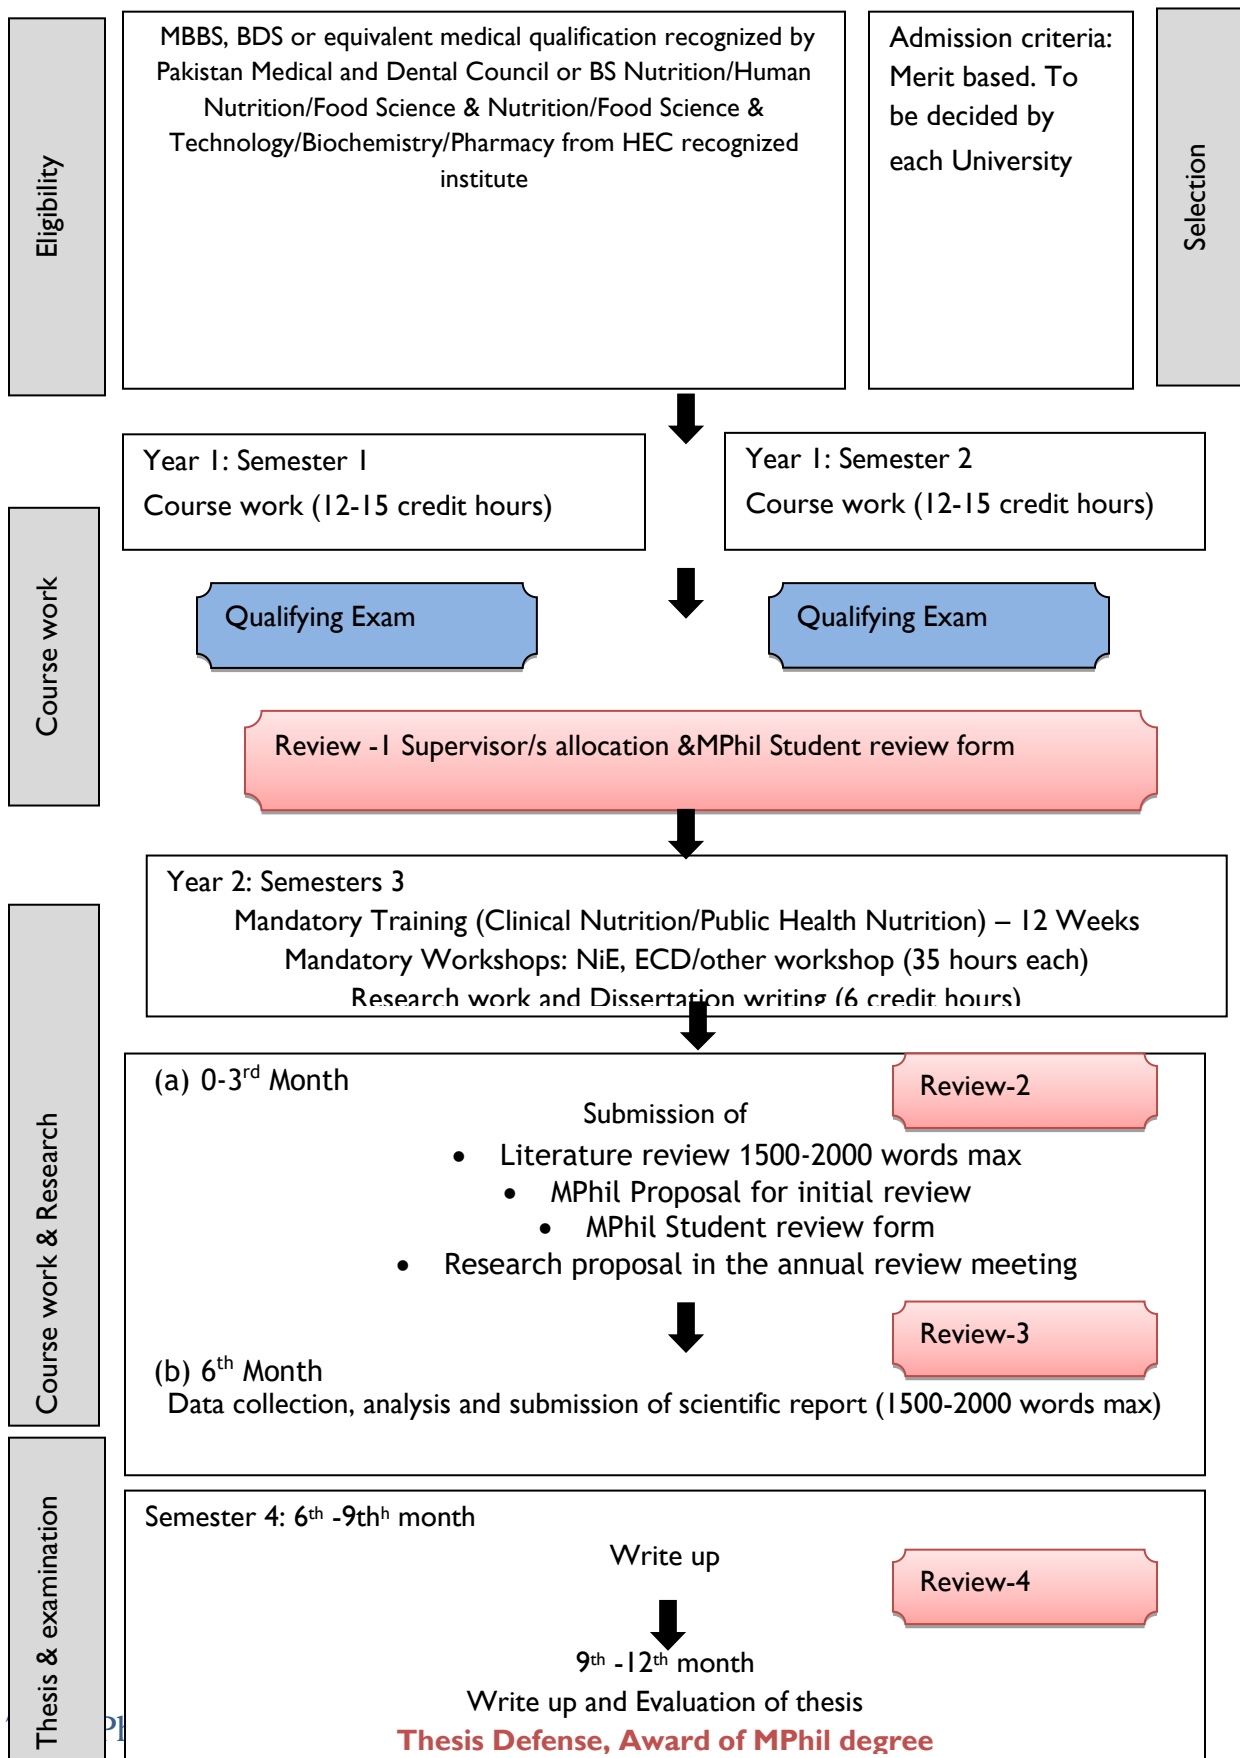 Eligibility
MBBS, BDS or equivalent medical qualification recognized by
Pakistan Medical and Dental Council or BS Nutrition/Human
Nutrition/Food Science & Nutrition/Food Science &
Technology/Biochemistry/Pharmacy from HEC recognized
institute
Admission criteria:
Merit based. To
be decided by
each University
Selection
Course work
Year 1: Semester 1
Course work (12-15 credit hours)
Year 1: Semester 2
Course work (12-15 credit hours)
Qualifying Exam
Qualifying Exam
Review -1 Supervisor/s allocation &MPhil Student review form
Course work & Research
Year 2: Semesters 3
Mandatory Training (Clinical Nutrition/Public Health Nutrition) – 12 Weeks
Mandatory Workshops: NiE, ECD/other workshop (35 hours each)
Research work and Dissertation writing (6 credit hours)
(a) 0-3rd Month
Review-2
Submission of
• Literature review 1500-2000 words max
• MPhil Proposal for initial review
• MPhil Student review form
• Research proposal in the annual review meeting
Review-3
(b) 6th Month
Data collection, analysis and submission of scientific report (1500-2000 words max)
Thesis & examination
Semester 4: 6th -9thh month
Write up
Review-4
9th -12th month
Write up and Evaluation of thesis
Thesis Defense, Award of MPhil degree